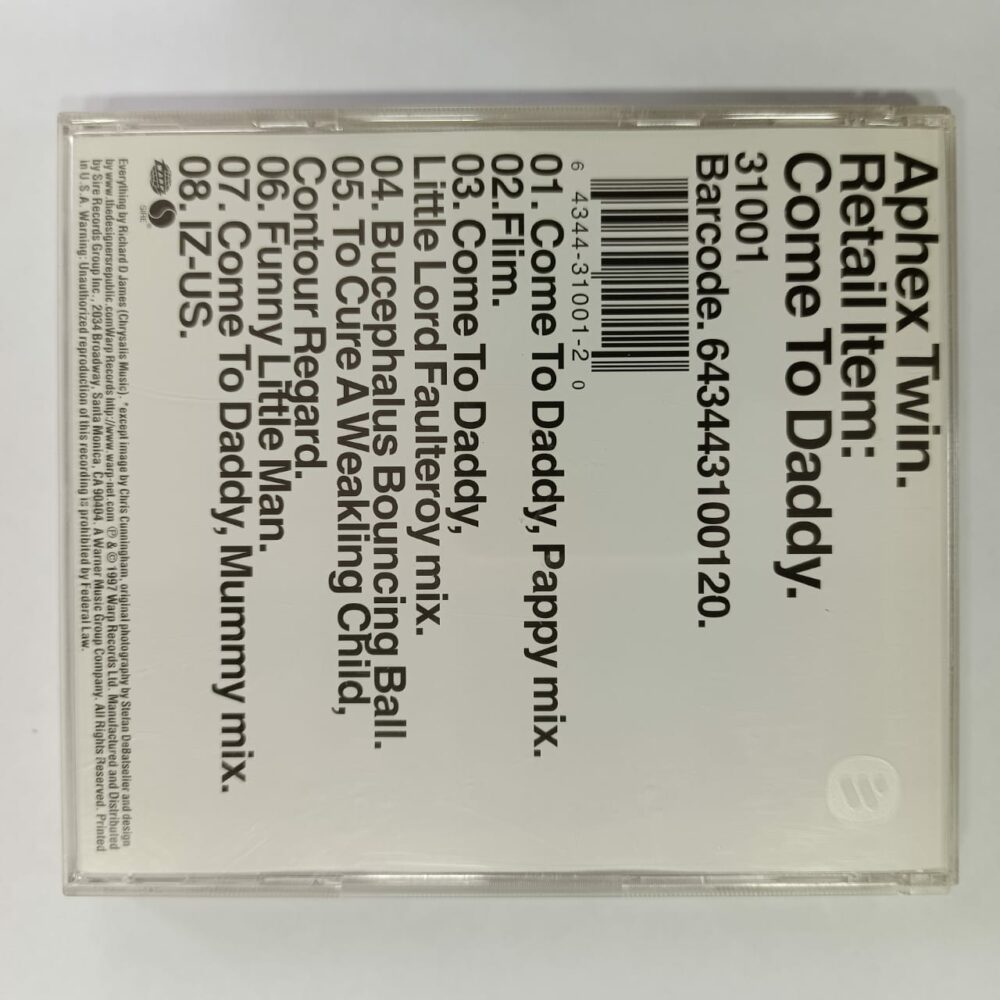 Aphex Twin.
Retail Item:
Come To Daddy.
31001
Barcode. 643443100120.
6 4344-31001-2 0
01. Come To Daddy, Pappy mix.
02.Flim.
03. Come To Daddy,
Little Lord Faulteroy mix.
04. Bucephalus Bouncing Ball.
05. To Cure A Weakling Child,
Contour Regard.
06. Funny Little Man.
07. Come To Daddy, Mummy mix.
08. IZ-US.
SIRE
Everything by Richard D James (Chrysalis Music). *except image by Chris Cunningham, original photography by Stefan DeBatselier and design
by www.thedesignersrepublic.comWarp Records http://www.warp-net.com ℗ & © 1997 Warp Records Ltd. Manufactured and Distributed
by Sire Records Group Inc., 2034 Broadway, Santa Monica, CA 90404. A Warner Music Group Company. All Rights Reserved. Printed
in U.S.A. Warning: Unauthorized reproduction of this recording is prohibited by Federal Law.